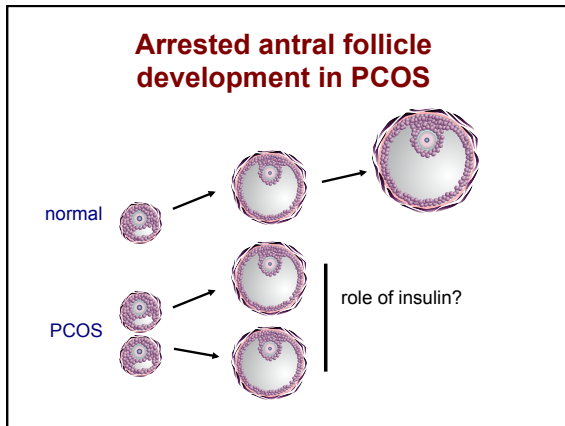 Arrested antral follicle
development in PCOS
normal
PCOS
role of insulin?